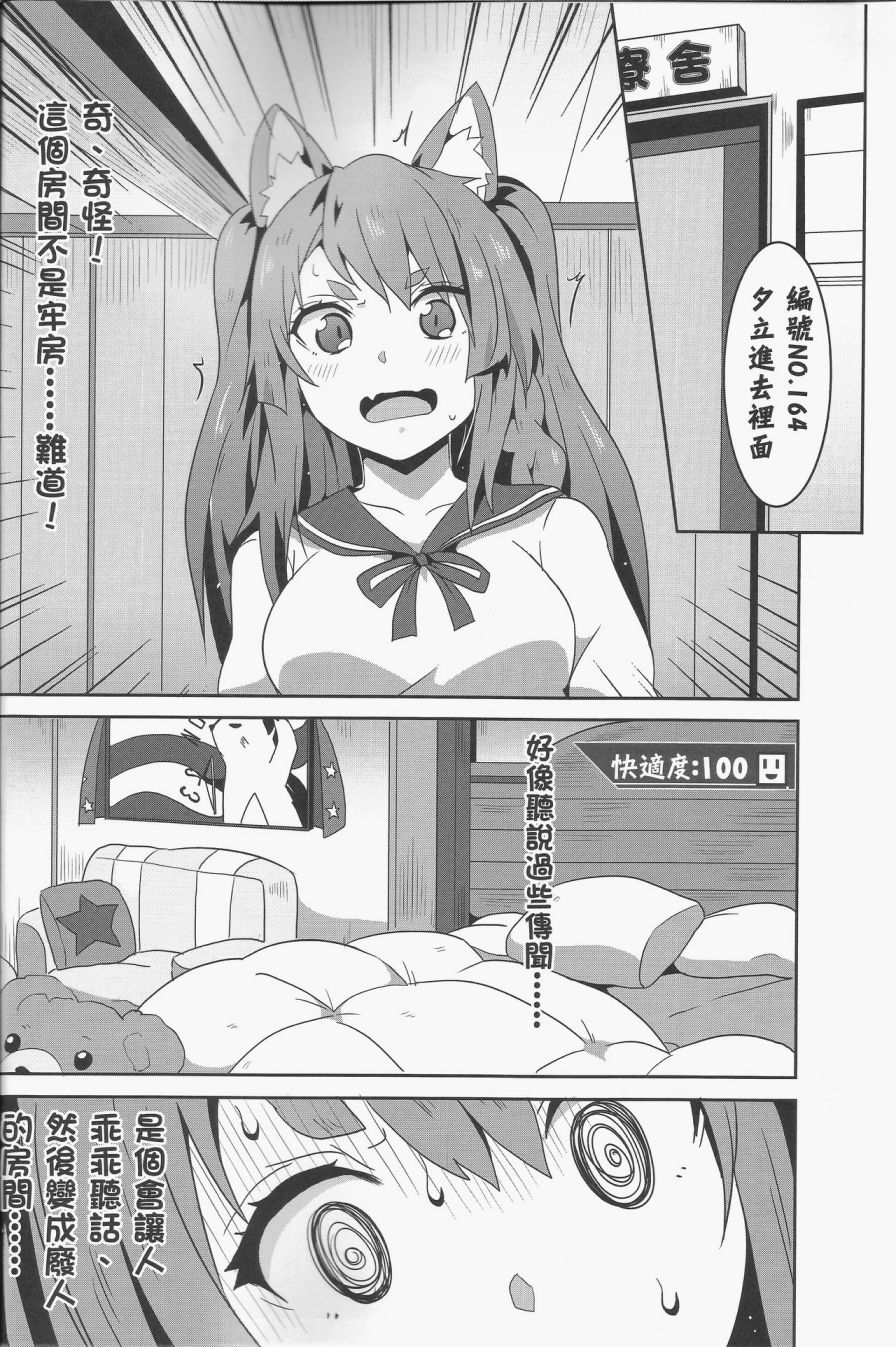 寮舍
編號NO.164
夕立進去裡面
奇、奇怪！
這個房間不是牢房……難道！
快適度:100
好像聽說過些傳聞……
是個會讓人
乖乖聽話、
然後變成廢人
的房間……